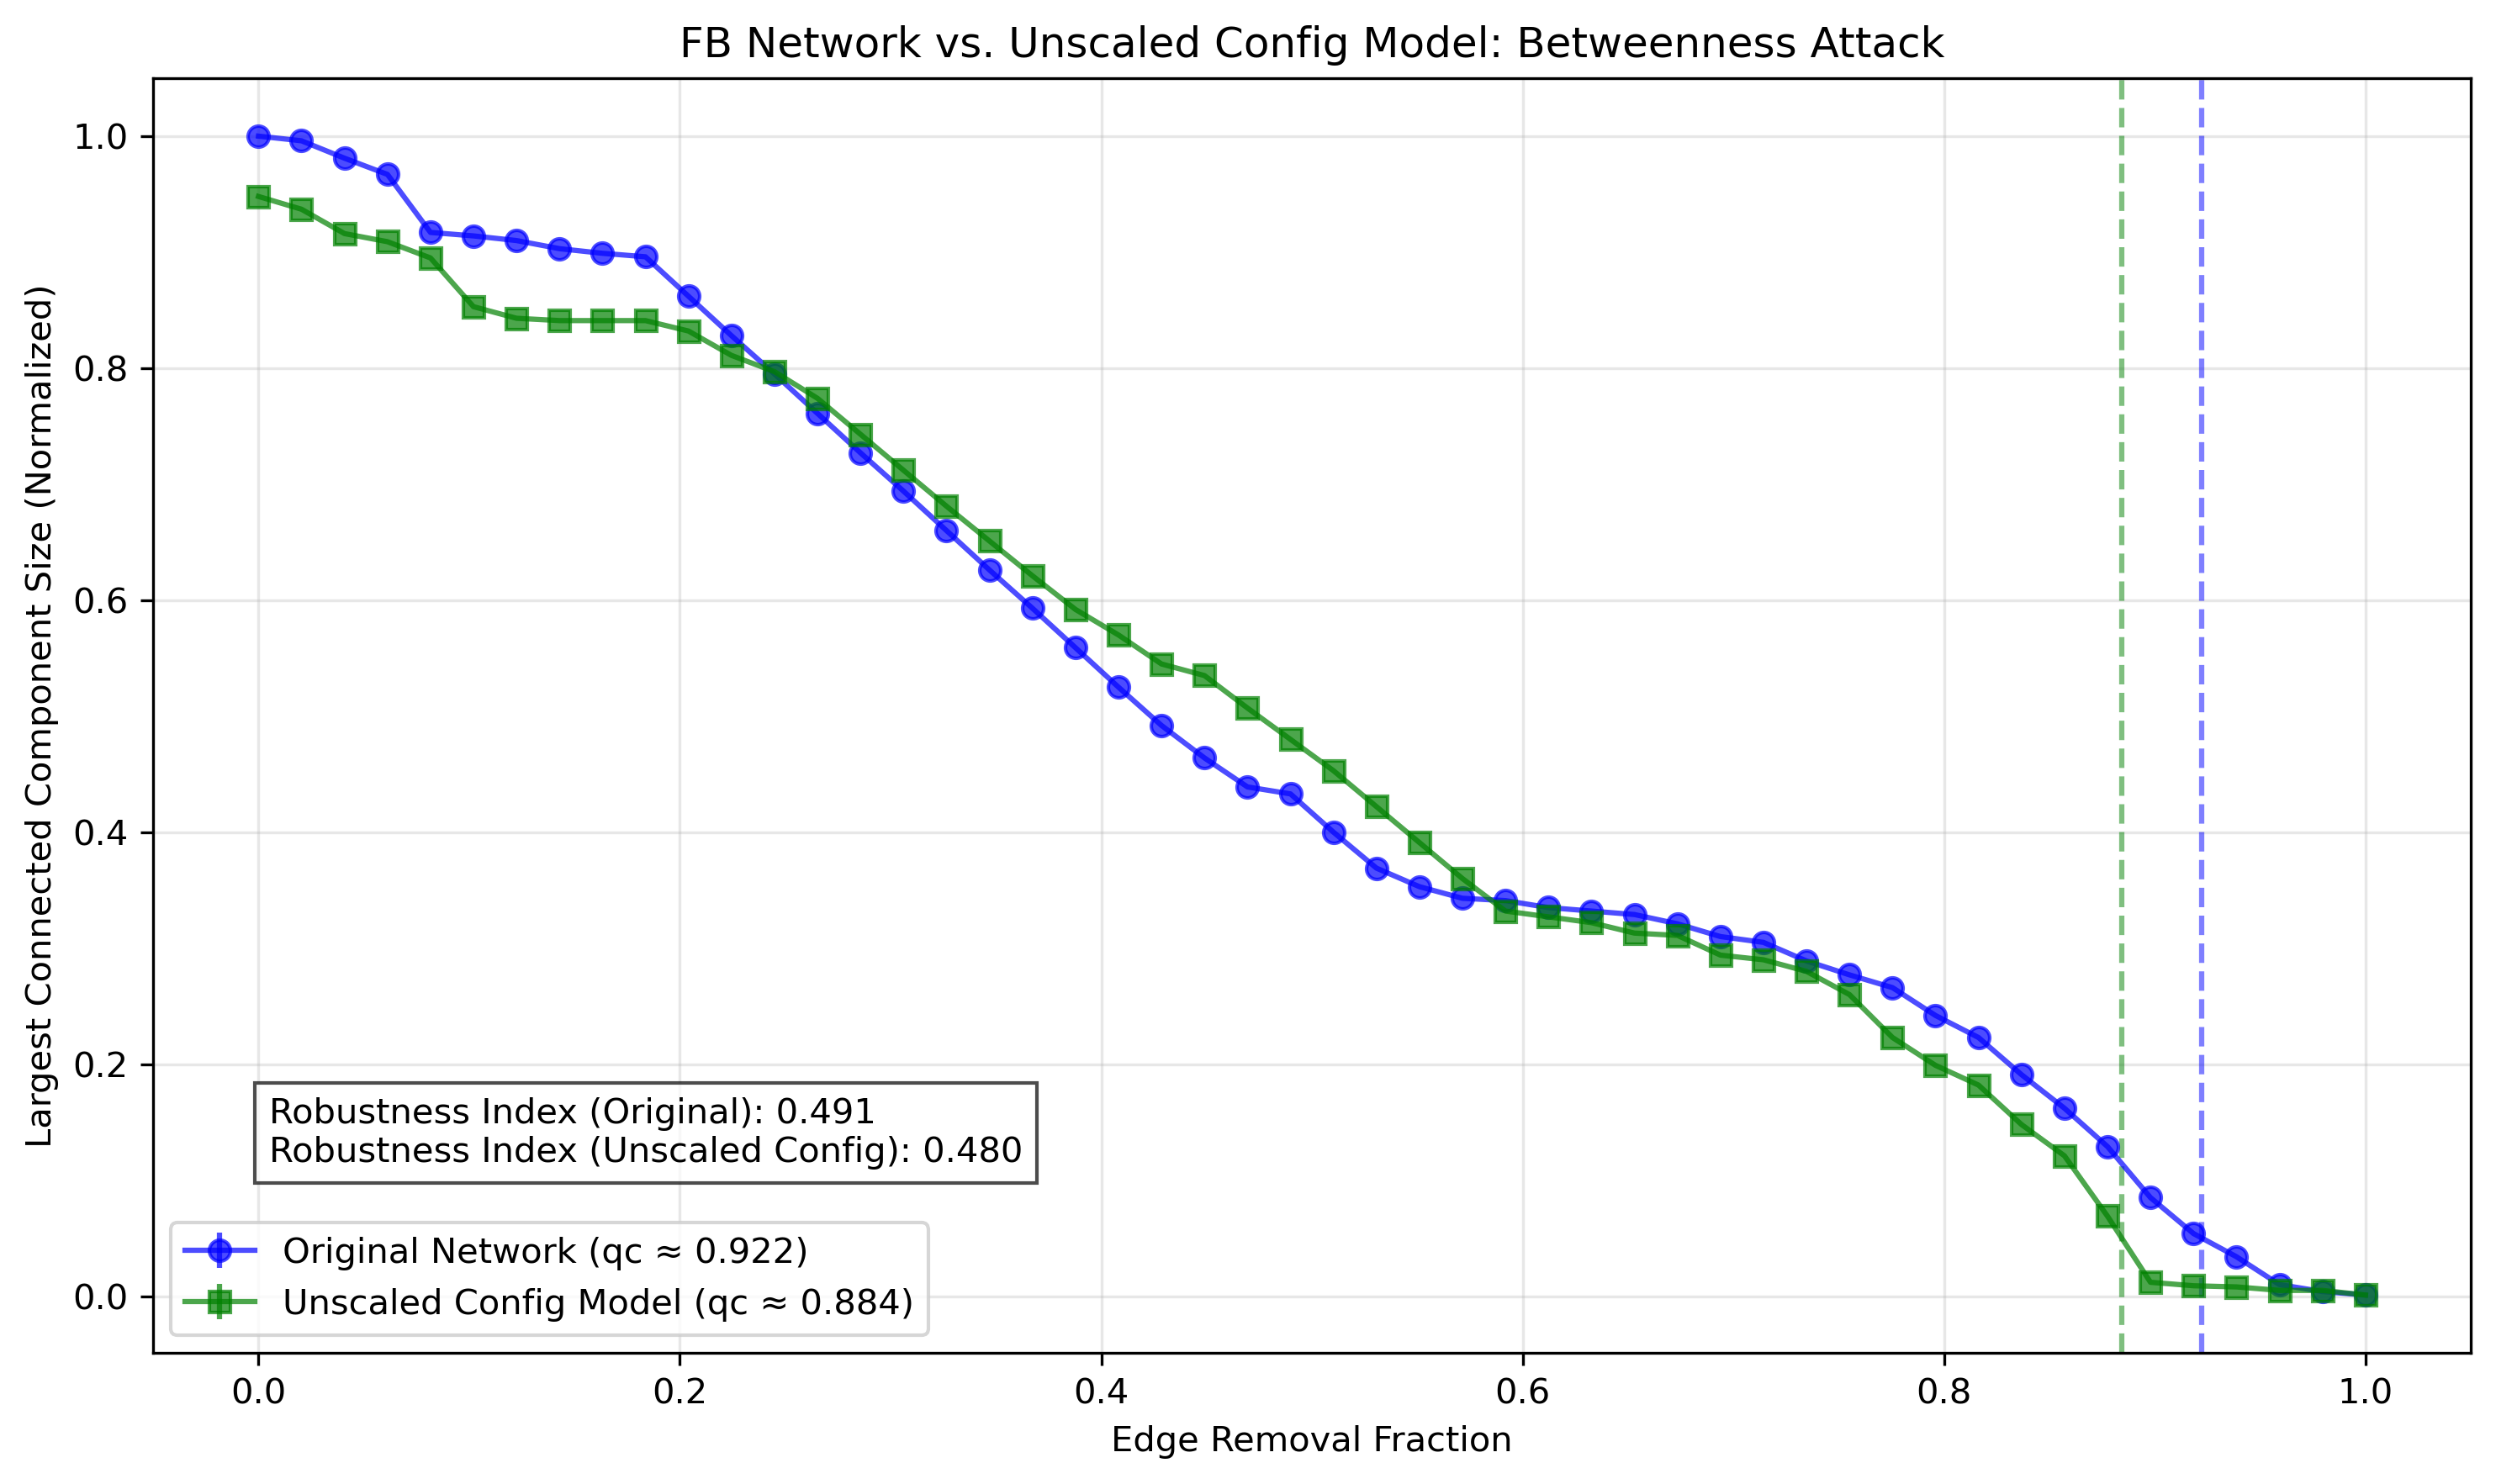 FB Network vs. Unscaled Config Model: Betweenness Attack
Largest Connected Component Size (Normalized)
1.0
0.8
0.6
0.4
0.2
0.0
Robustness Index (Original): 0.491
Robustness Index (Unscaled Config): 0.480
Original Network (qc ≈ 0.922)
Unscaled Config Model (qc ≈ 0.884)
0.0 0.2 0.4 0.6 0.8 1.0
Edge Removal Fraction